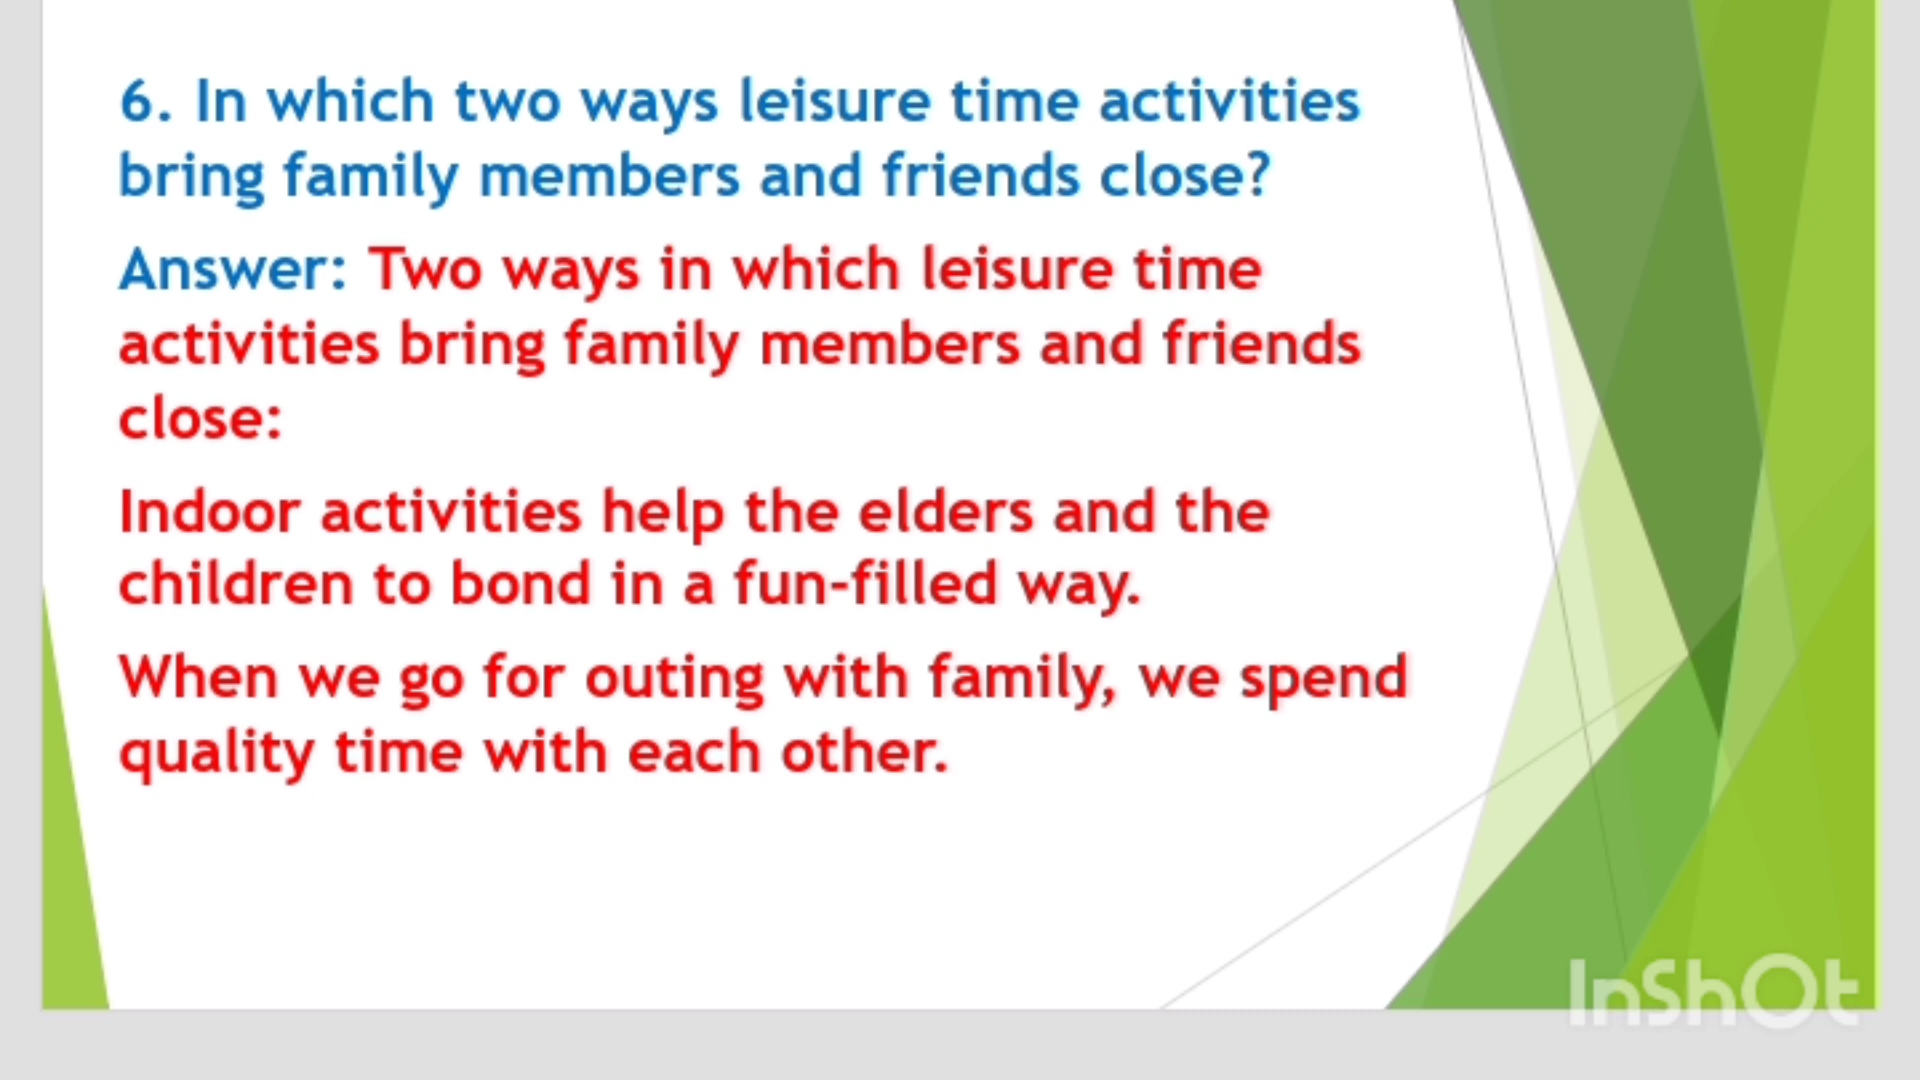 6. In which two ways leisure time activities
bring family members and friends close?
Answer: Two ways in which leisure time
activities bring family members and friends
close:
Indoor activities help the elders and the
children to bond in a fun-filled way.
When we go for outing with family, we spend
quality time with each other.
InShOt